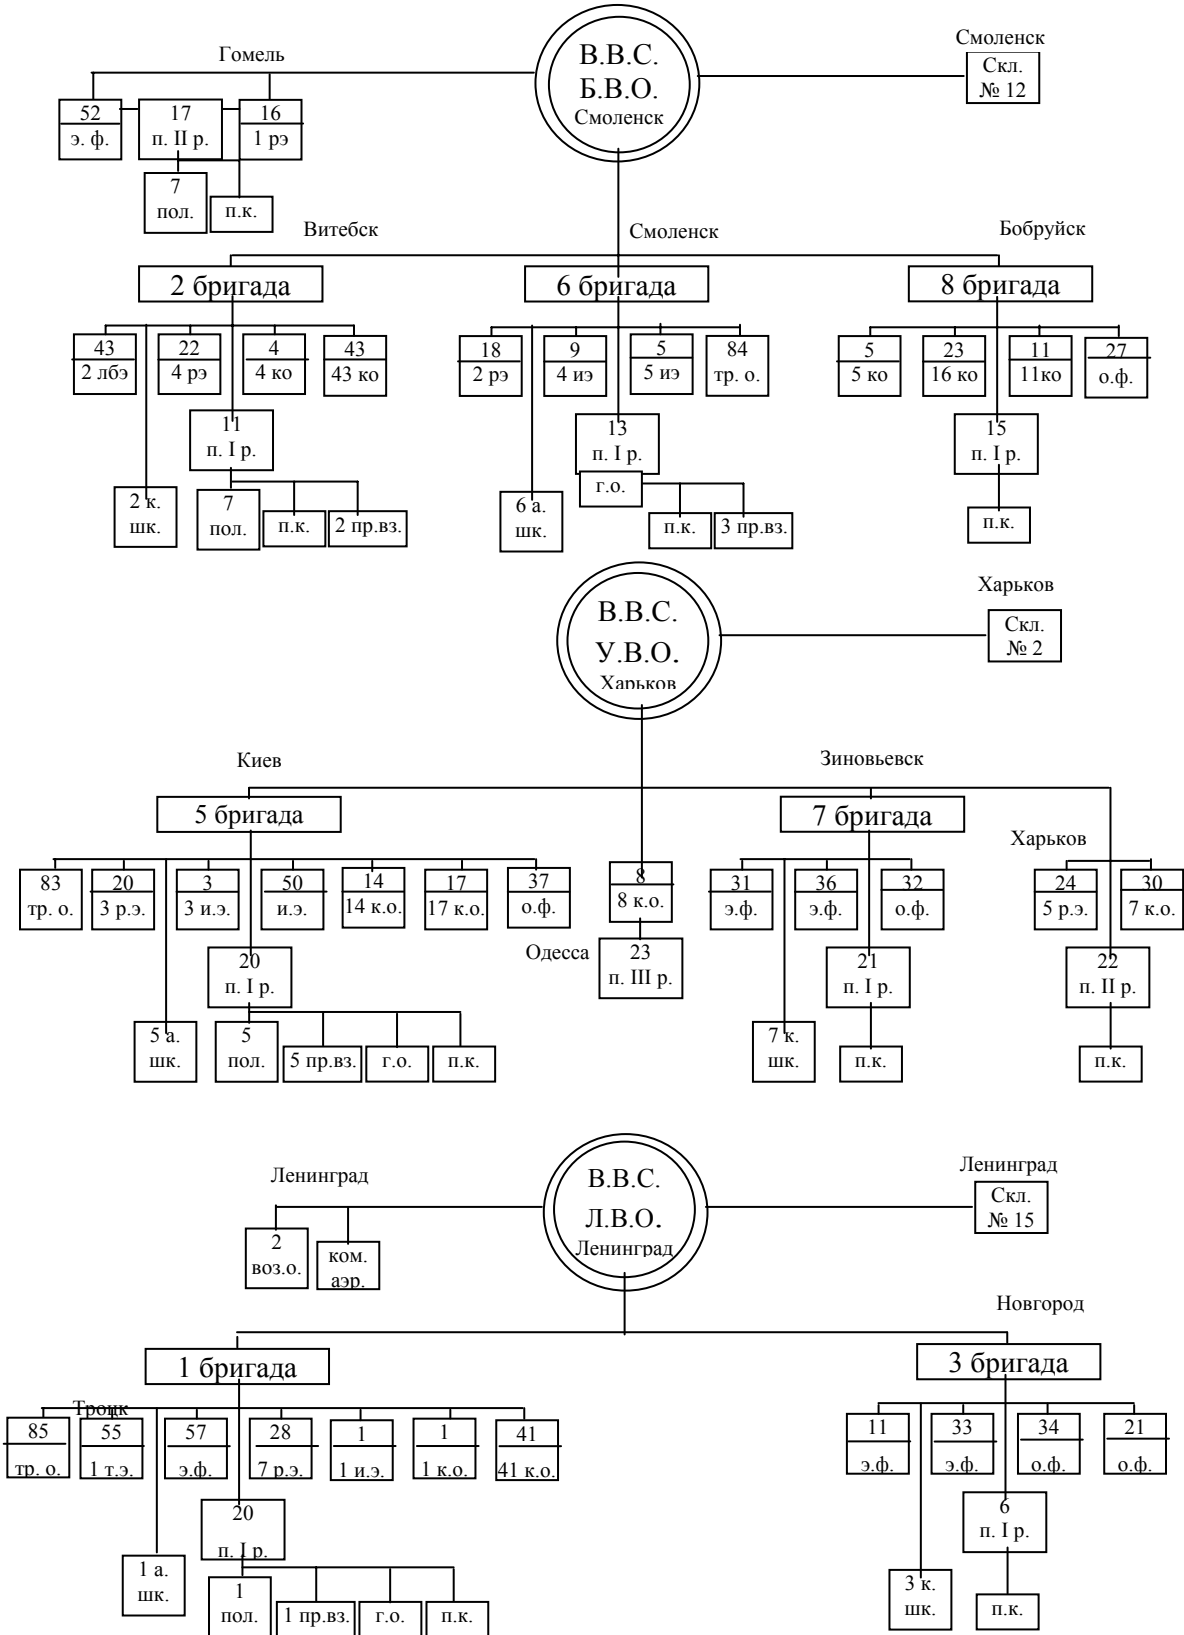 Гомель
В.В.С.
Б.В.О.
Смоленск
Смоленск
Скл.
№ 12
52
э. ф.
17
п. II р.
16
1 рэ
7
пол.
п.к.
Витебск
Смоленск
Бобруйск
2 бригада
6 бригада
8 бригада
43
2 лбэ
22
4 рэ
4
4 ко
43
43 ко
18
2 рэ
9
4 иэ
5
5 иэ
84
тр. о.
5
5 ко
23
16 ко
11
11ко
27
о.ф.
11
п. I р.
13
п. I р.
15
п. I р.
2 к.
шк.
7
пол.
п.к.
2 пр.вз.
6 а.
шк.
г.о.
п.к.
3 пр.вз.
п.к.
В.В.С.
У.В.О.
Харьков
Харьков
Скл.
№ 2
Киев
Зиновьевск
5 бригада
7 бригада
Харьков
83
тр. о.
20
3 р.э.
3
3 и.э.
50
и.э.
14
14 к.о.
17
17 к.о.
37
о.ф.
8
8 к.о.
31
э.ф.
36
э.ф.
32
о.ф.
24
5 р.э.
30
7 к.о.
20
п. I р.
Одесса
23
п. III р.
21
п. I р.
22
п. II р.
5 а.
шк.
5
пол.
5 пр.вз.
г.о.
п.к.
7 к.
шк.
п.к.
п.к.
Ленинград
В.В.С.
Л.В.О.
Ленинград
Ленинград
Скл.
№ 15
2
воз.о.
ком.
аэр.
Новгород
1 бригада
3 бригада
Троцк
85
тр. о.
55
1 т.э.
57
э.ф.
28
7 р.э.
1
1 и.э.
1
1 к.о.
41
41 к.о.
11
э.ф.
33
э.ф.
34
о.ф.
21
о.ф.
20
п. I р.
6
п. I р.
1 а.
шк.
1
пол.
1 пр.вз.
г.о.
п.к.
3 к.
шк.
п.к.